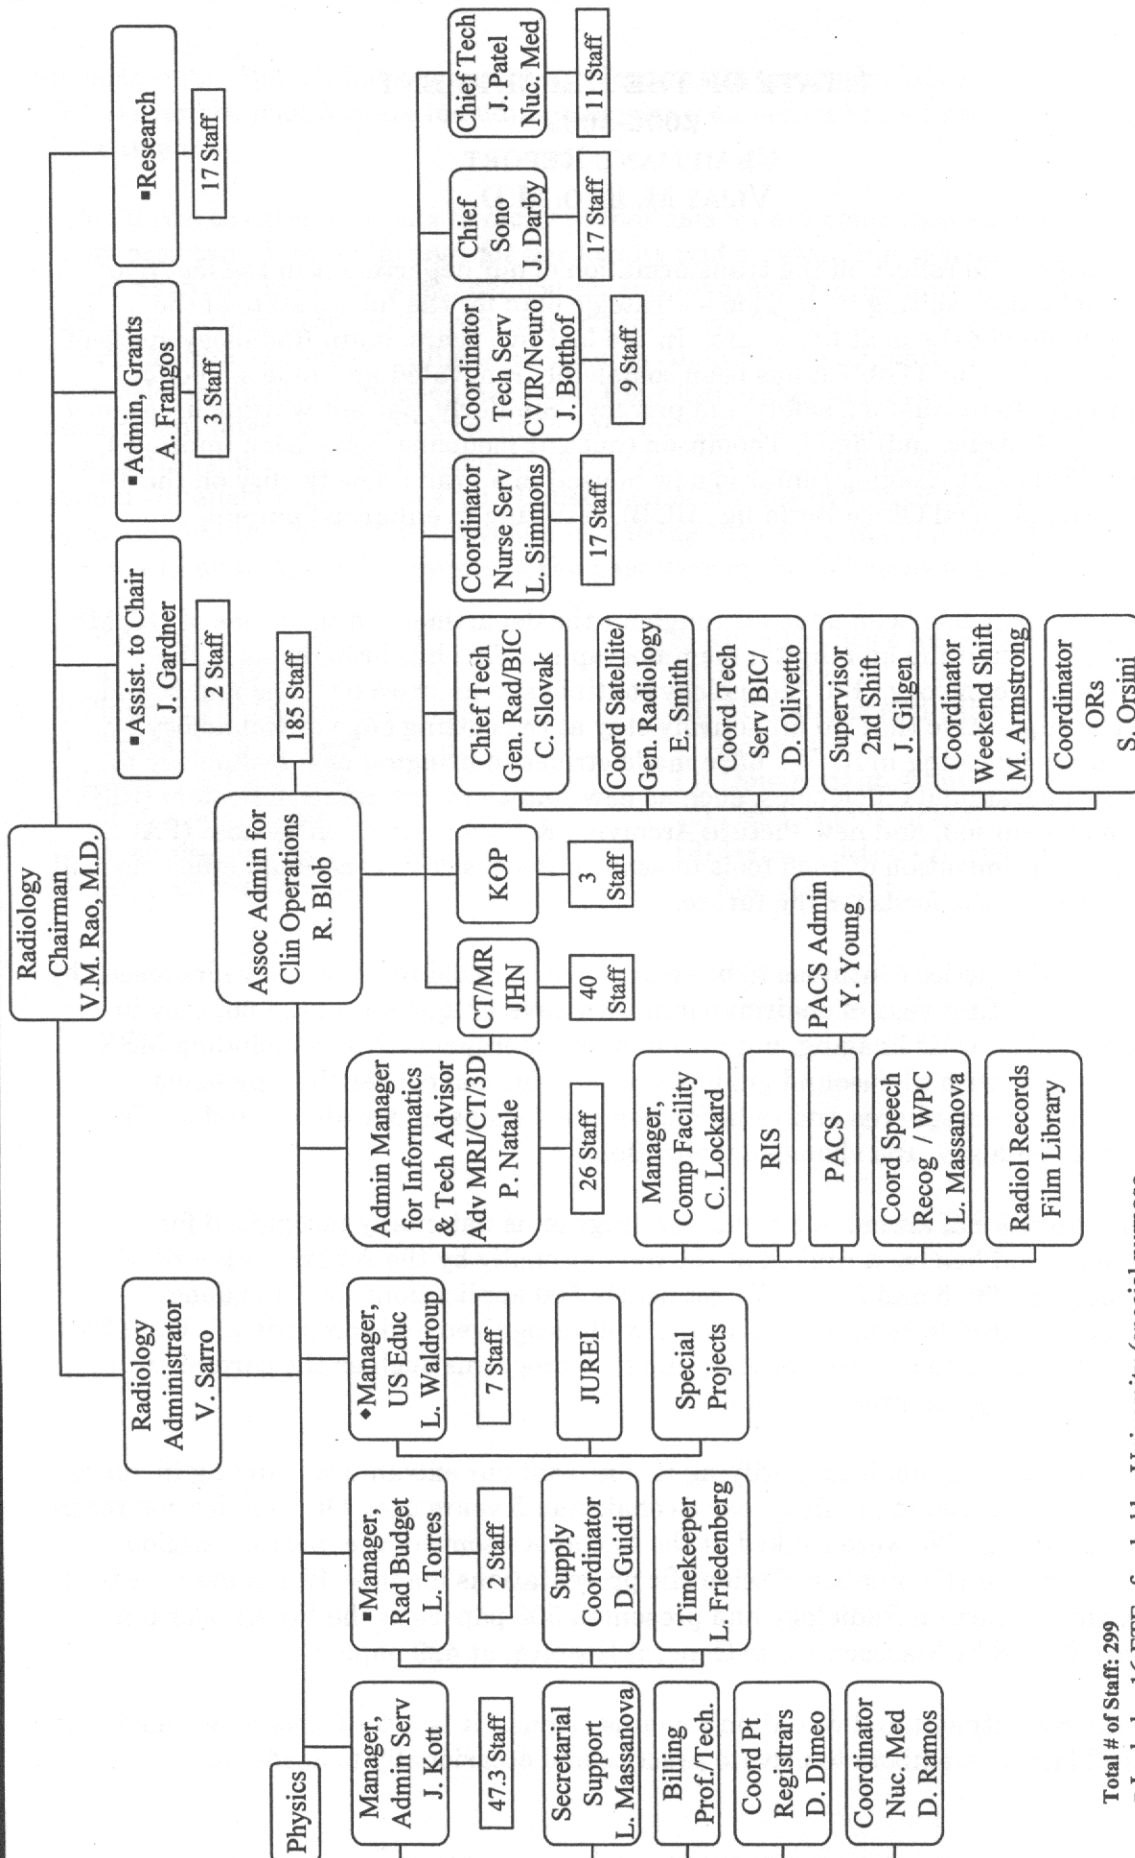 Radiology
Chairman
V.M. Rao, M.D.
Radiology
Administrator
V. Sarro
▪Assist. to Chair
J. Gardner
2 Staff
▪Admin, Grants
A. Frangos
3 Staff
▪Research
17 Staff
Assoc Admin for
Clin Operations
R. Blob
185 Staff
Physics
Manager,
Admin Serv
J. Kott
47.3 Staff
Secretarial
Support
L. Massanova
Billing
Prof./Tech.
Coord Pt
Registrars
D. Dimeo
Coordinator
Nuc. Med
D. Ramos
▪Manager,
Rad Budget
L. Torres
2 Staff
Supply
Coordinator
D. Guidi
Timekeeper
L. Friedenberg
◆Manager,
US Educ
L. Waldroup
7 Staff
JUREI
Special
Projects
Admin Manager
for Informatics
& Tech Advisor
Adv MRI/CT/3D
P. Natale
26 Staff
Manager,
Comp Facility
C. Lockard
RIS
PACS
PACS Admin
Y. Young
Coord Speech
Recog / WPC
L. Massanova
Radiol Records
Film Library
CT/MR
JHN
40
Staff
KOP
3
Staff
Chief Tech
Gen. Rad/BIC
C. Slovak
Coord Satellite/
Gen. Radiology
E. Smith
Coord Tech
Serv BIC/
D. Olivetto
Supervisor
2nd Shift
J. Gilgen
Coordinator
Weekend Shift
M. Armstrong
Coordinator
ORs
S. Orsini
Coordinator
Nurse Serv
L. Simmons
17 Staff
Coordinator
Tech Serv
CVIR/Neuro
J. Botthof
9 Staff
Chief
Sono
J. Darby
17 Staff
Chief Tech
J. Patel
Nuc. Med
11 Staff
Total # of Staff: 299